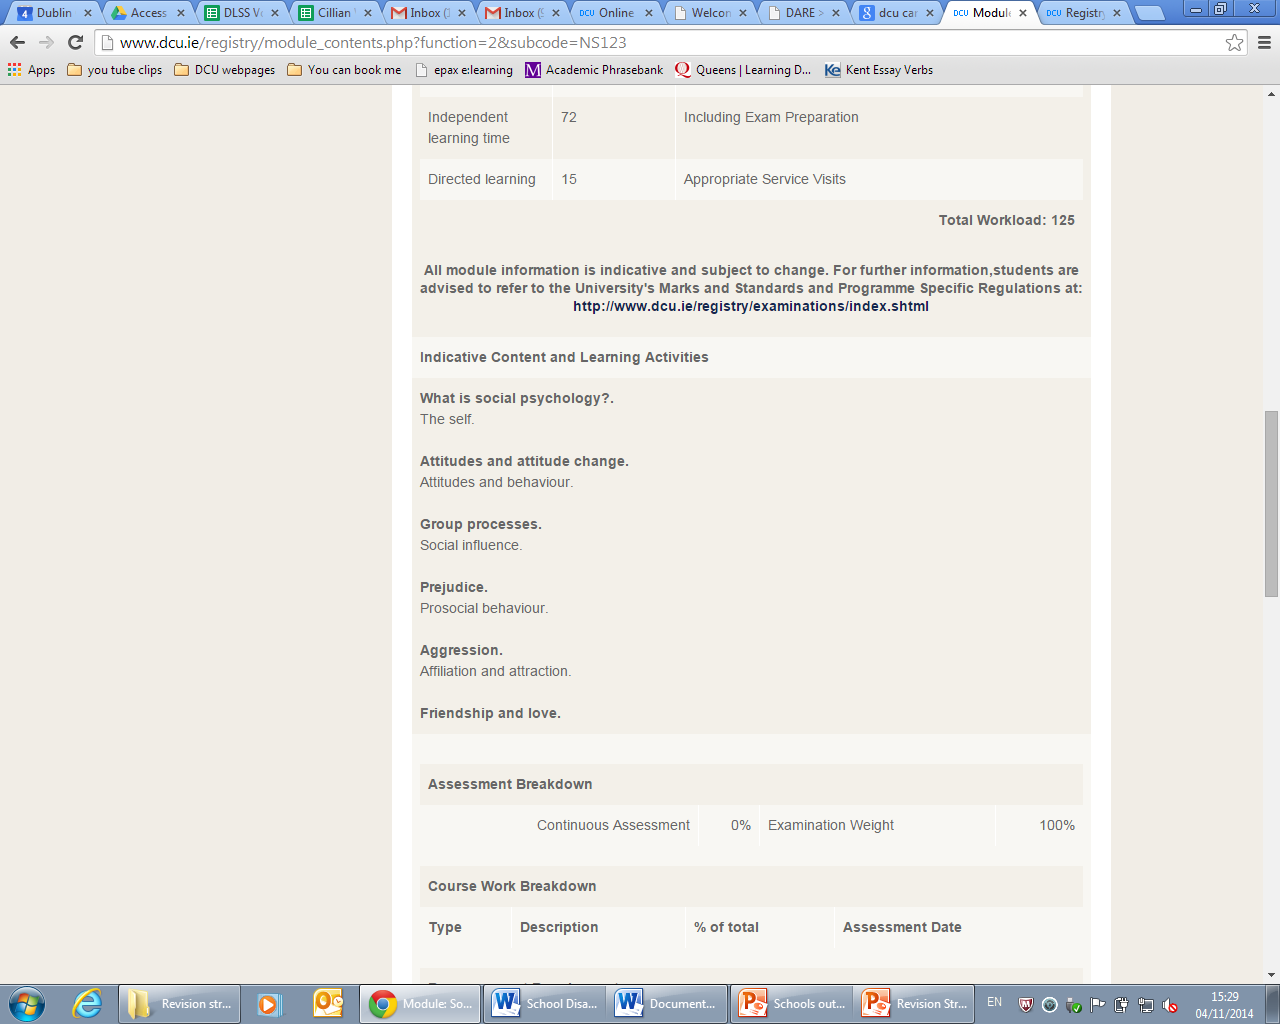 Dublin
Access
DLSS V
Cillian
Inbox (1
Inbox (
DCU Online
Welcon
DARE >
dcu car
DCU Modul
DCU Registr
www.dcu.ie/registry/module_contents.php?function=2&subcode=NS123
Apps
you tube clips
DCU webpages
You can book me
epax e:learning
M Academic Phrasebank
Q Queens | Learning D...
Ke Kent Essay Verbs
Independent learning time 72 Including Exam Preparation
Directed learning 15 Appropriate Service Visits
Total Workload: 125
All module information is indicative and subject to change. For further information,students are
advised to refer to the University's Marks and Standards and Programme Specific Regulations at:
http://www.dcu.ie/registry/examinations/index.shtml
Indicative Content and Learning Activities
What is social psychology?.
The self.
Attitudes and attitude change.
Attitudes and behaviour.
Group processes.
Social influence.
Prejudice.
Prosocial behaviour.
Aggression.
Affiliation and attraction.
Friendship and love.
Assessment Breakdown
Continuous Assessment 0% Examination Weight 100%
Course Work Breakdown
Type Description % of total Assessment Date
Revision str...
Module: So...
School Disa...
Document...
Schools out...
Revision Str...
EN
15:29
04/11/2014